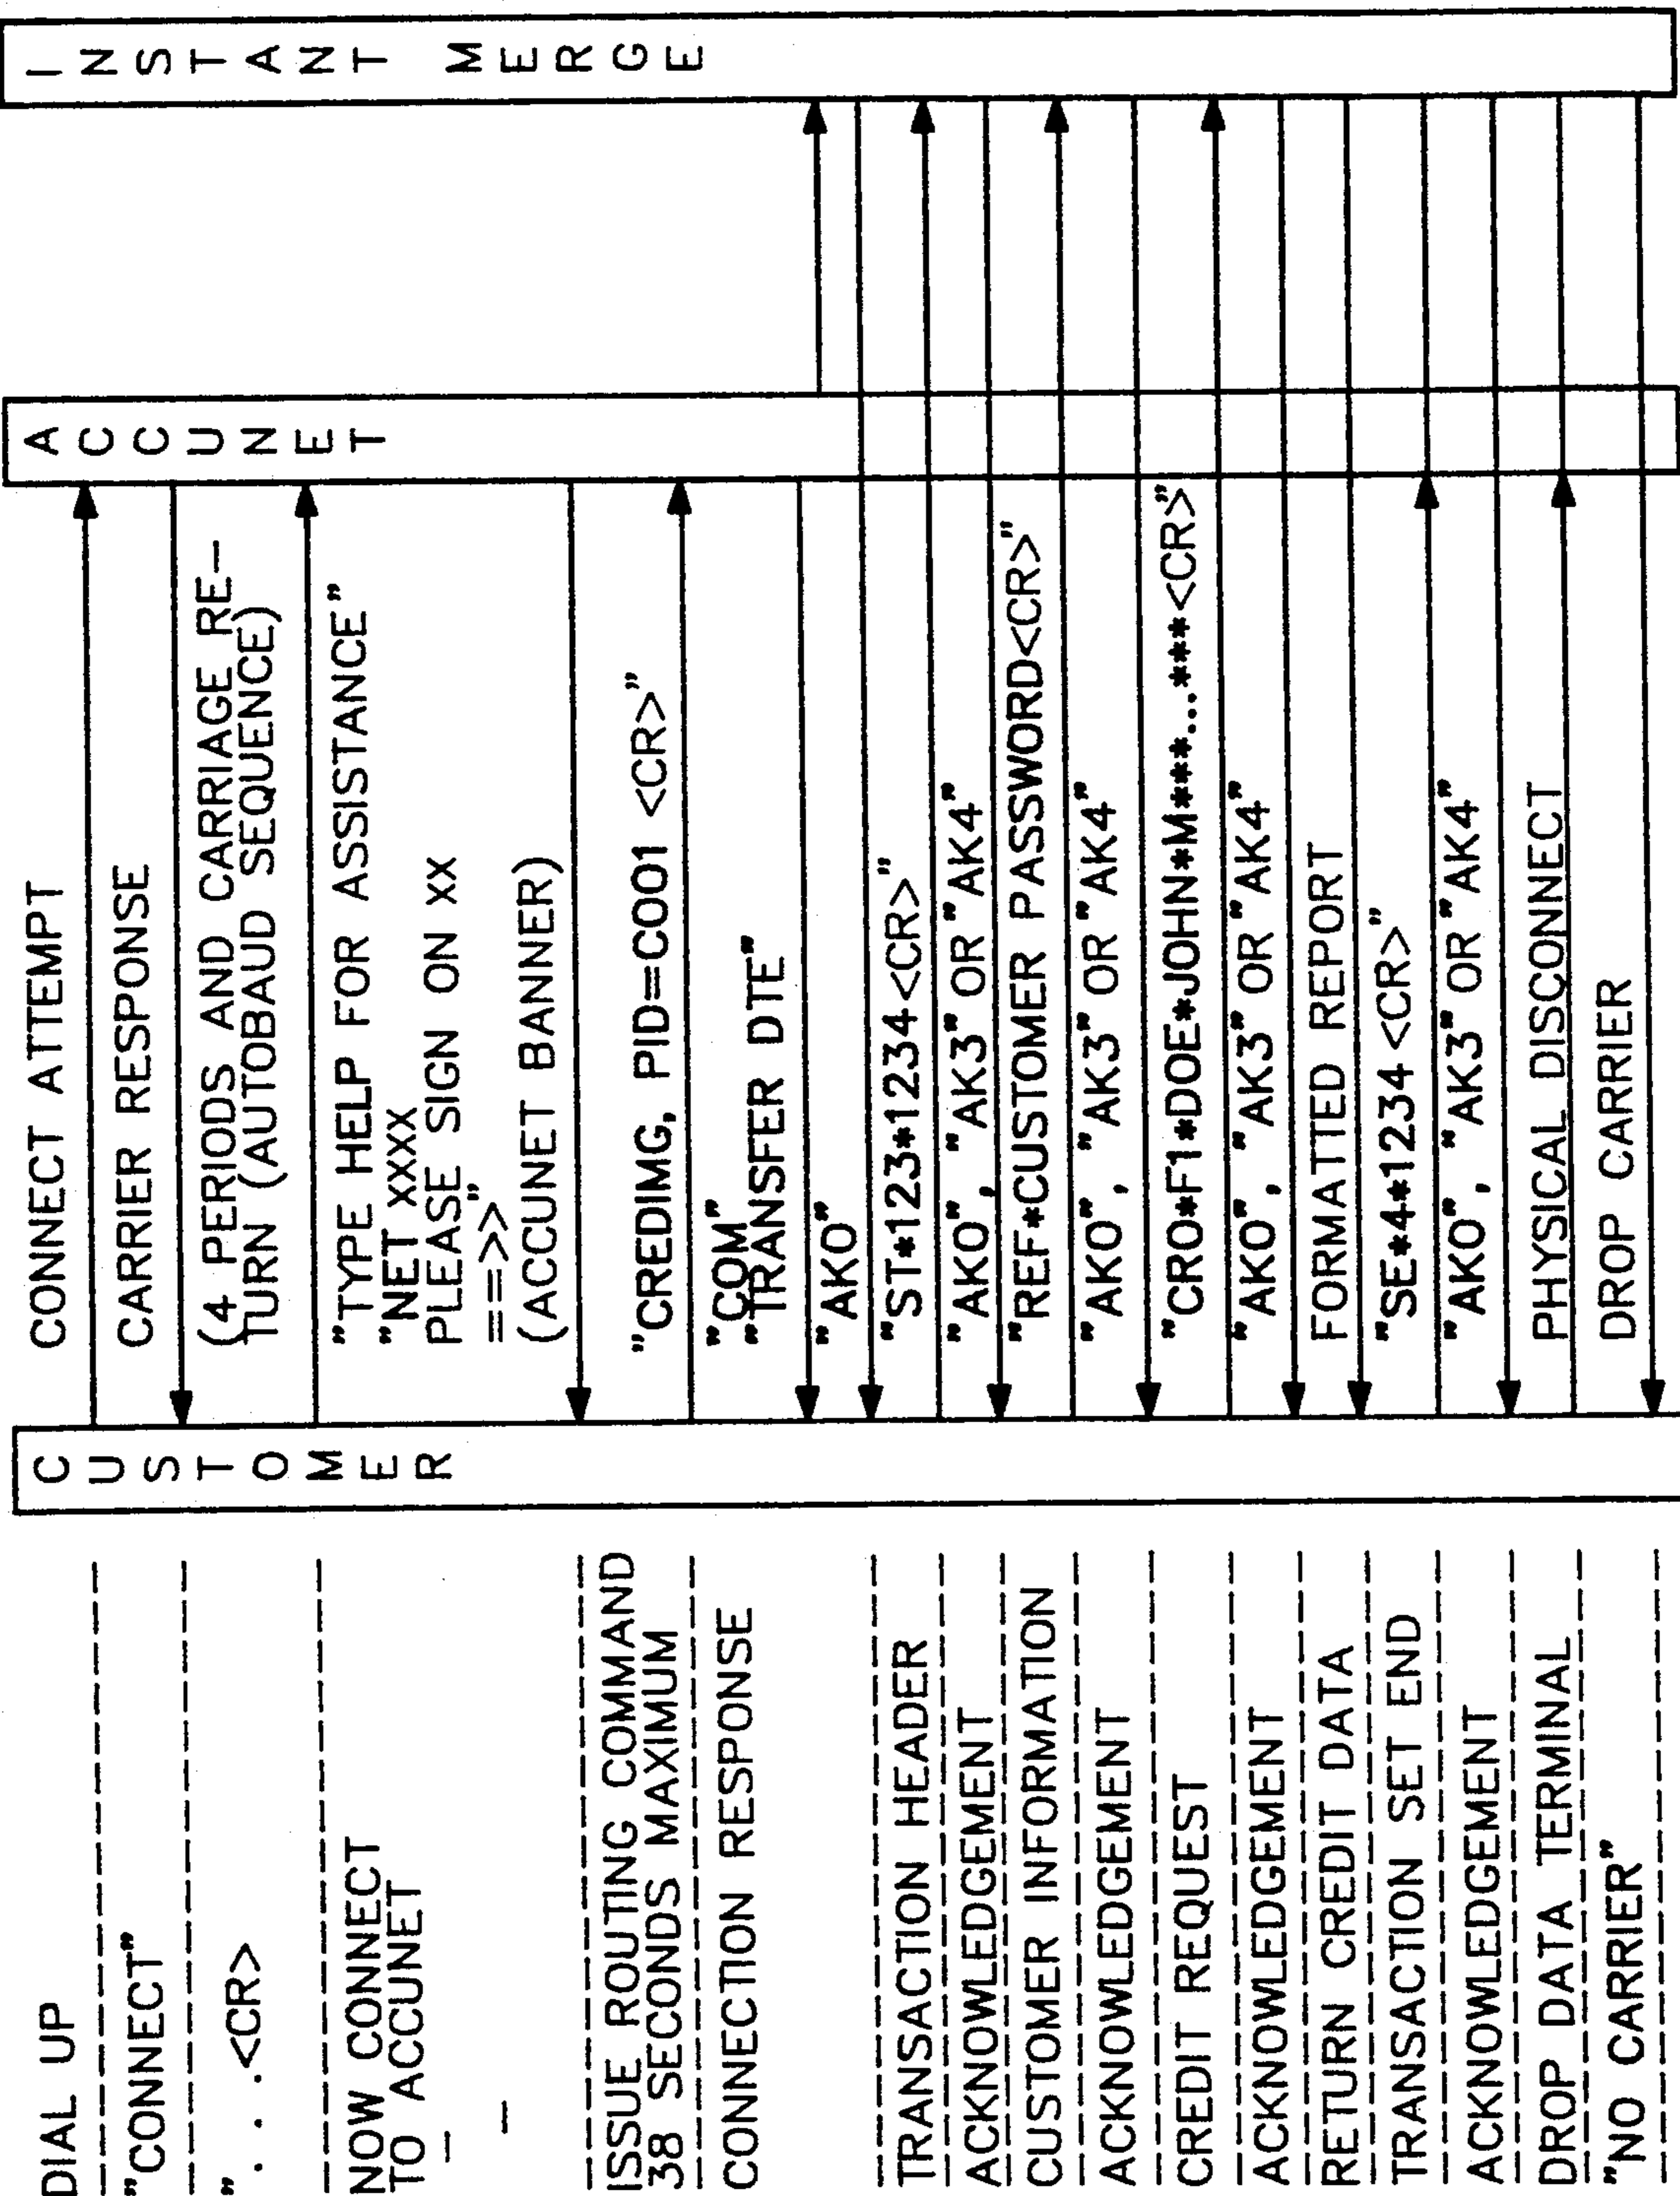 DIAL UP
"CONNECT"
". . . .<CR>
NOW CONNECT
TO ACCUNET
ISSUE ROUTING COMMAND
38 SECONDS MAXIMUM
CONNECTION RESPONSE
TRANSACTION HEADER
ACKNOWLEDGEMENT
CUSTOMER INFORMATION
ACKNOWLEDGEMENT
CREDIT REQUEST
ACKNOWLEDGEMENT
RETURN CREDIT DATA
TRANSACTION SET END
ACKNOWLEDGEMENT
DROP DATA TERMINAL
"NO CARRIER"
CUSTOMER
CONNECT ATTEMPT
CARRIER RESPONSE
(4 PERIODS AND CARRIAGE RE-
TURN (AUTOBAUD SEQUENCE)
"TYPE HELP FOR ASSISTANCE"
"NET XXXX
PLEASE SIGN ON XX
==>>"
(ACCUNET BANNER)
"CREDIMG, PID=C001 <CR>"
"COM"
"TRANSFER DTE"
"AKO"
"ST*123*1234<CR>"
"AKO", "AK3" OR "AK4"
"REF*CUSTOMER PASSWORD<CR>"
"AKO", "AK3" OR "AK4"
"CRO*F1*DOE*JOHN*M***...***<CR>"
"AKO", "AK3" OR "AK4"
FORMATTED REPORT
"SE*4*1234 <CR>"
"AKO", "AK3" OR "AK4"
PHYSICAL DISCONNECT
DROP CARRIER
ACCUNET
INSTANT MERGE